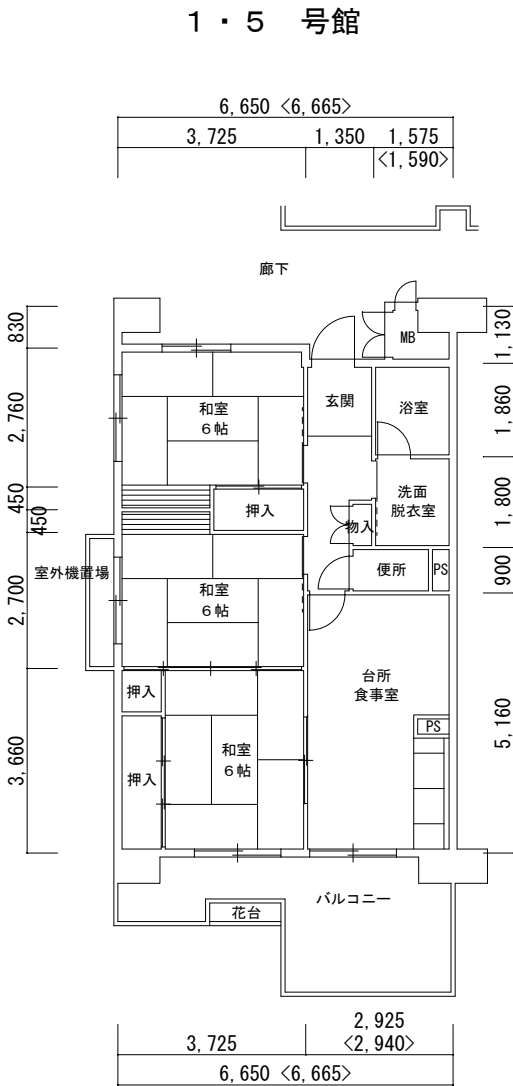 1・5 号館
6,650 <6,665>
3,725
1,350
1,575
<1,590>
廊下
830
MB
1,130
2,760
和室
6帖
玄関
浴室
1,860
450
450
押入
物入
洗面
脱衣室
1,800
室外機置場
2,700
和室
6帖
便所
PS
900
押入
台所
食事室
3,660
押入
和室
6帖
PS
5,160
花台
バルコニー
3,725
2,925
<2,940>
6,650 <6,665>